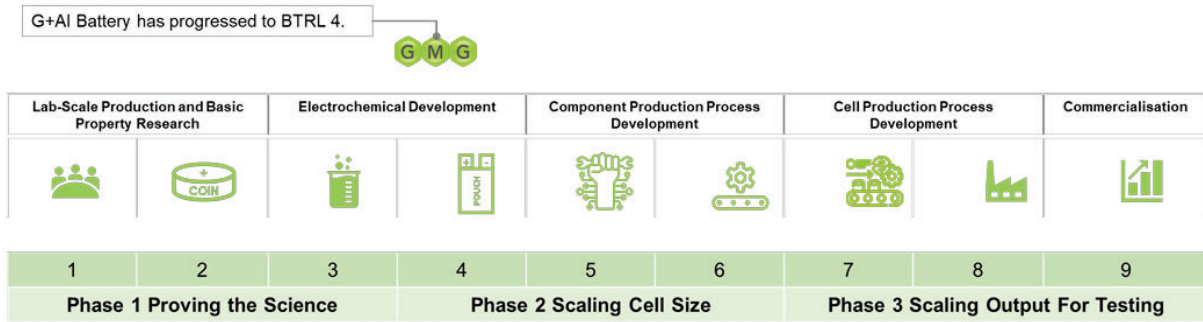 G+AI Battery has progressed to BTRL 4.
G M G
Lab-Scale Production and Basic
Property Research
Electrochemical Development
Component Production Process
Development
Cell Production Process
Development
Commercialisation
+
COIN
+ -
POUCH
1 2 3 4 5 6 7 8 9
Phase 1 Proving the Science
Phase 2 Scaling Cell Size
Phase 3 Scaling Output For Testing